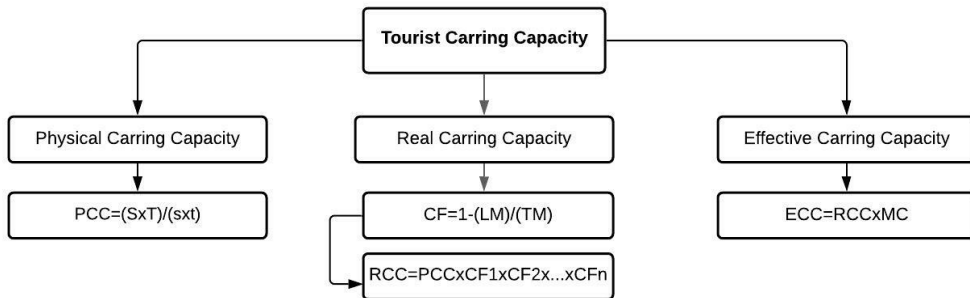 Tourist Carring Capacity
Physical Carring Capacity
Real Carring Capacity
Effective Carring Capacity
PCC=(SxT)/(sxt)
CF=1-(LM)/(TM)
ECC=RCCxMC
RCC=PCCxCF1xCF2x...xCFn